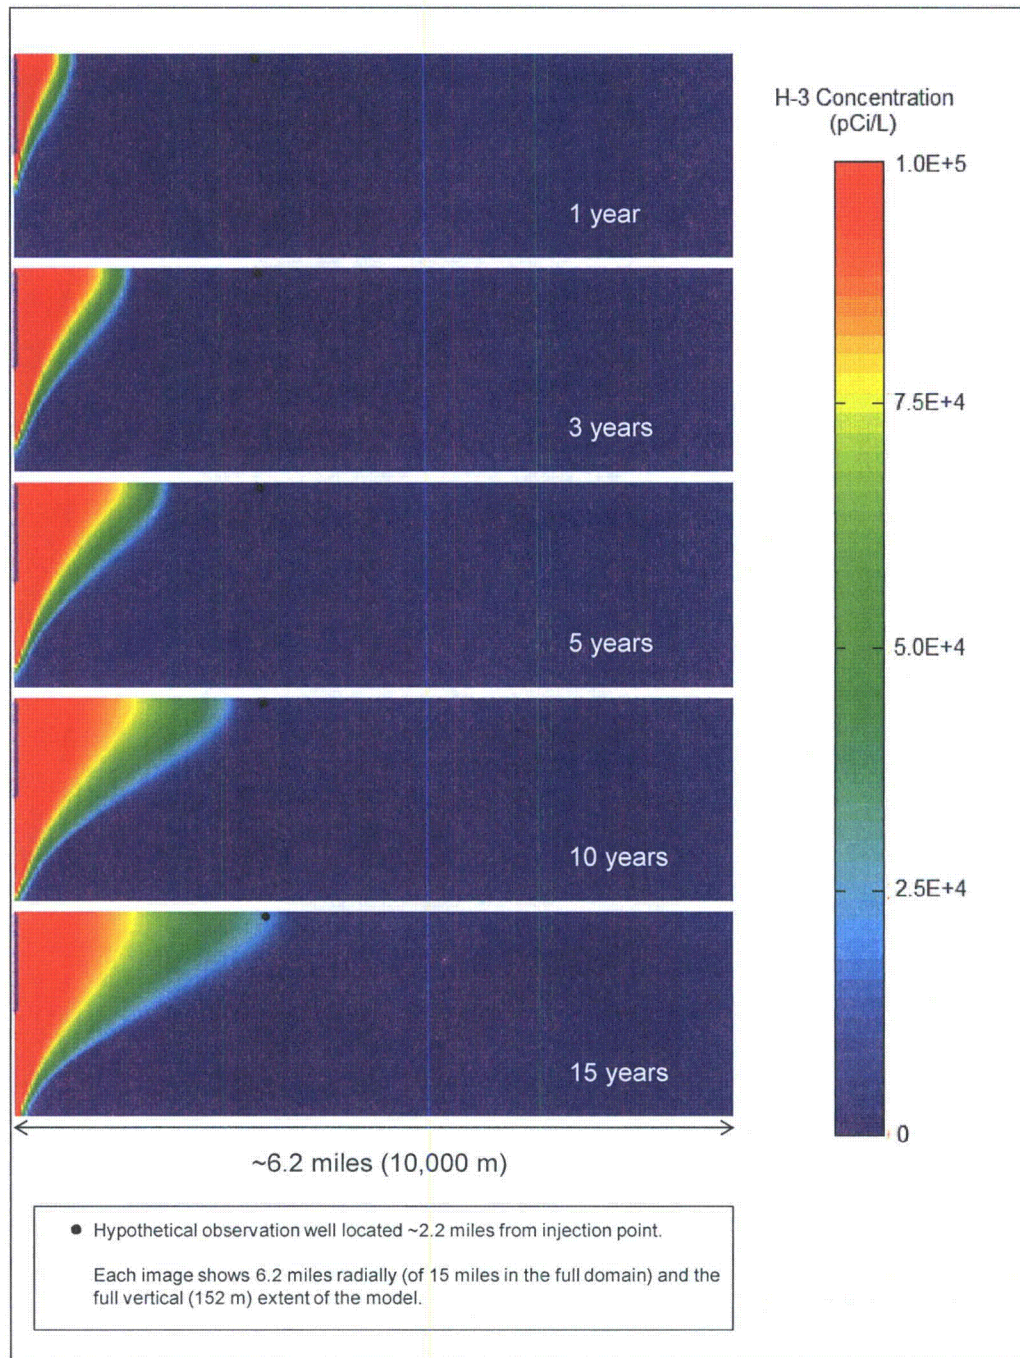 H-3 Concentration
(pCi/L)
1.0E+5
7.5E+4
5.0E+4
2.5E+4
0
1 year
3 years
5 years
10 years
15 years
~6.2 miles (10,000 m)
● Hypothetical observation well located ~2.2 miles from injection point.
Each image shows 6.2 miles radially (of 15 miles in the full domain) and the
full vertical (152 m) extent of the model.